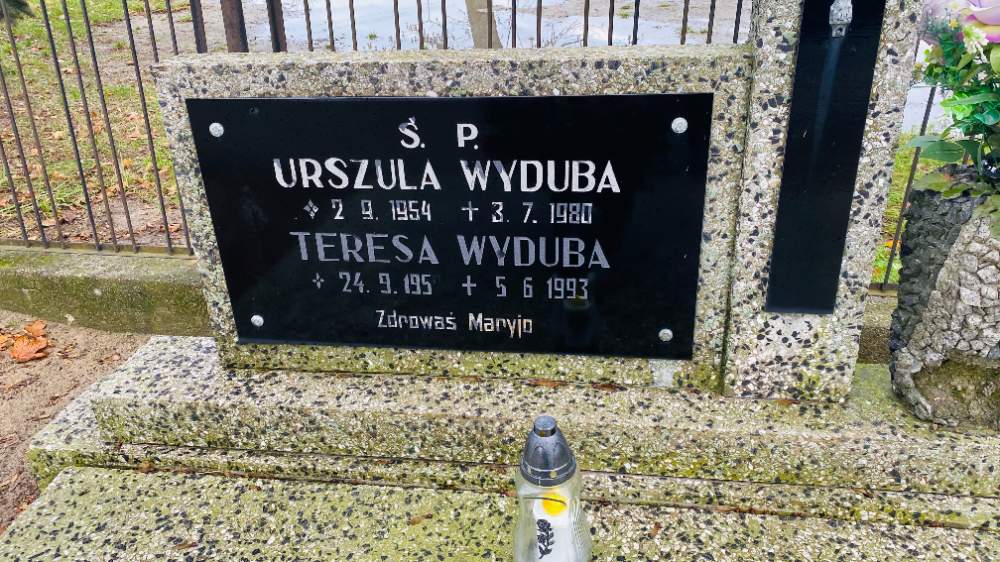 Ś. P.
URSZULA WYDUBA
2 9. 1954 + 3. 7. 1980
TERESA WYDUBA
24. 9. 195 + 5 6 1993
Zdrowaś Maryjo